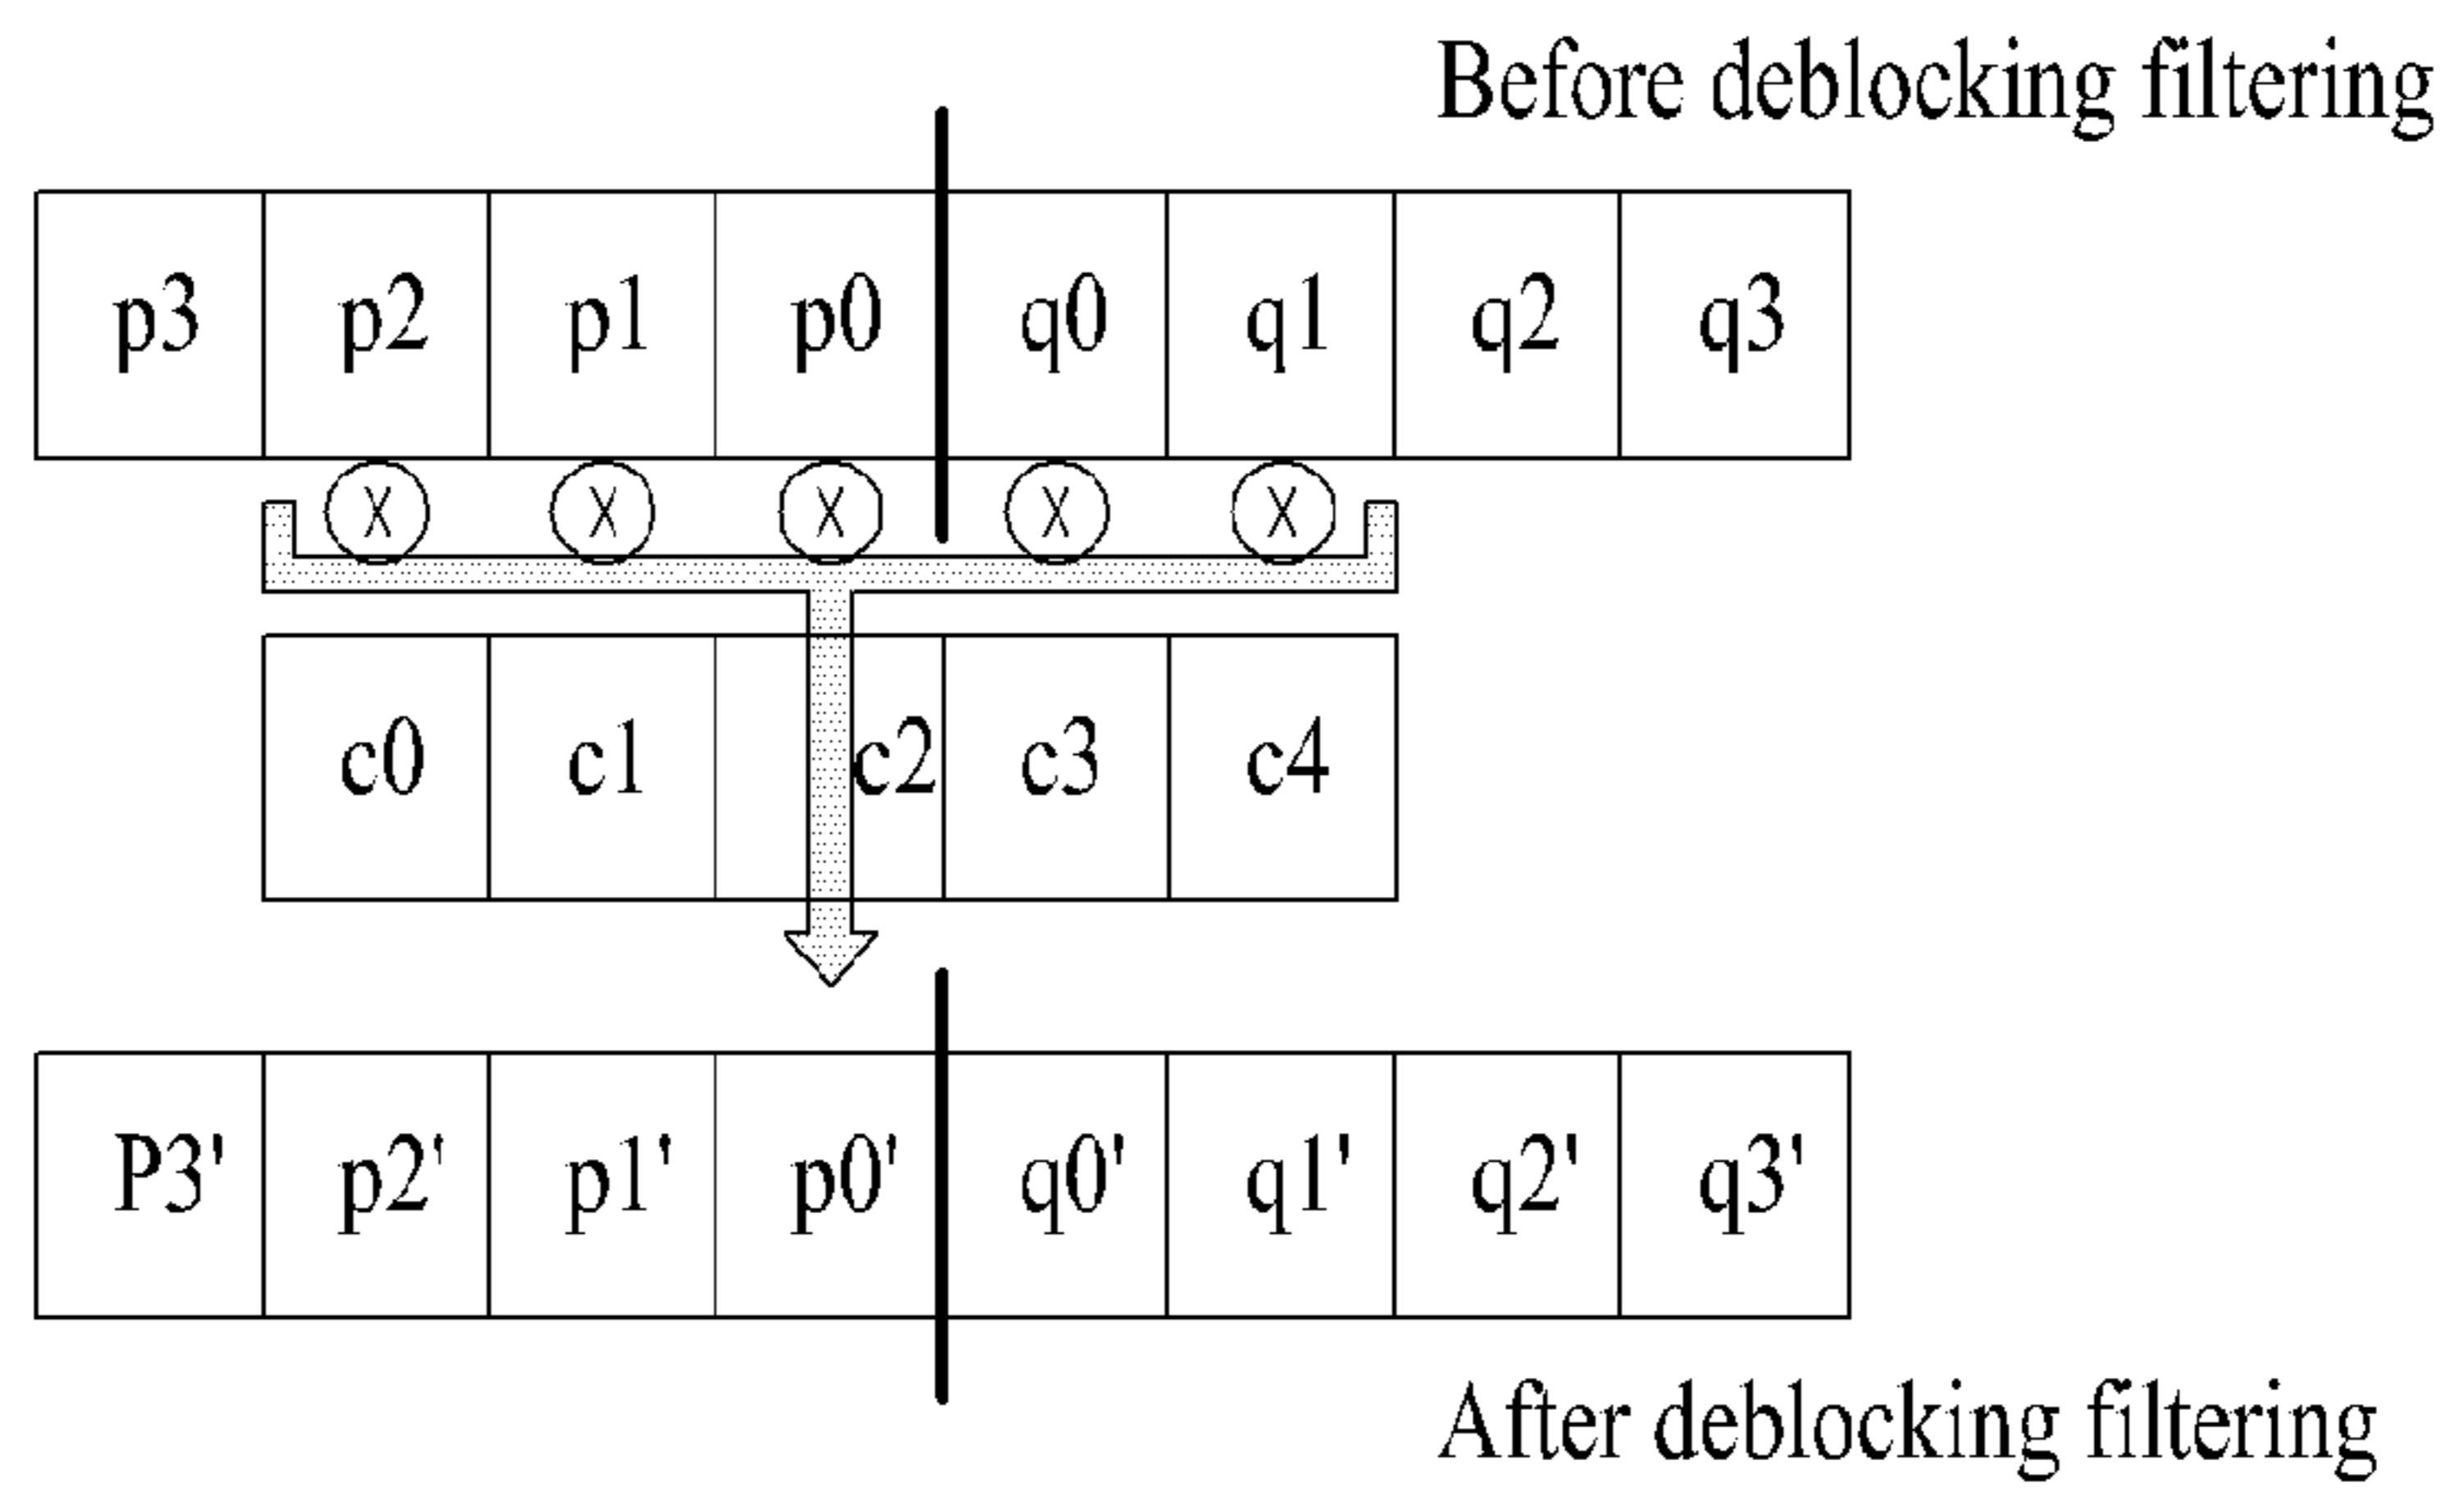 Before deblocking filtering
p3 p2 p1 p0 q0 q1 q2 q3
X X X X X
c0 c1 c2 c3 c4
P3' p2' p1' p0' q0' q1' q2' q3'
After deblocking filtering